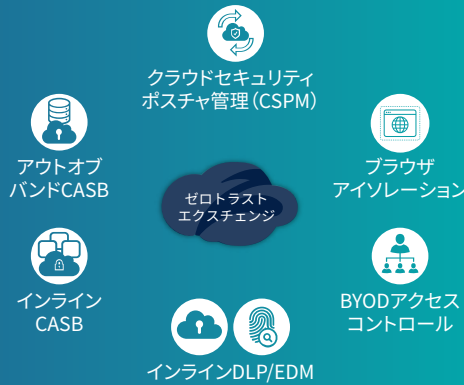 クラウドセキュリティ
ポスチャ管理（CSPM）
アウトオブ
バンドCASB
ブラウザ
アイソレーション
ゼロトラスト
エクスチェンジ
インライン
CASB
BYODアクセス
コントロール
インラインDLP/EDM